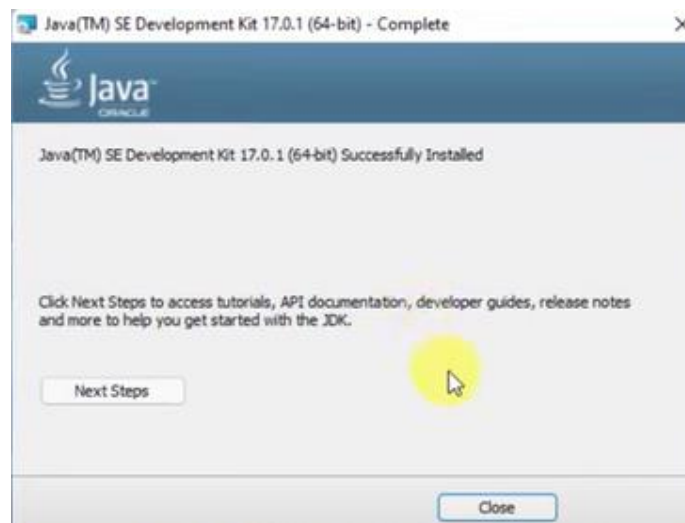 Java(TM) SE Development Kit 17.0.1 (64-bit) - Complete
Java
ORACLE
Java(TM) SE Development Kit 17.0.1 (64-bit) Successfully Installed
Click Next Steps to access tutorials, API documentation, developer guides, release notes
and more to help you get started with the JDK.
Next Steps
Close